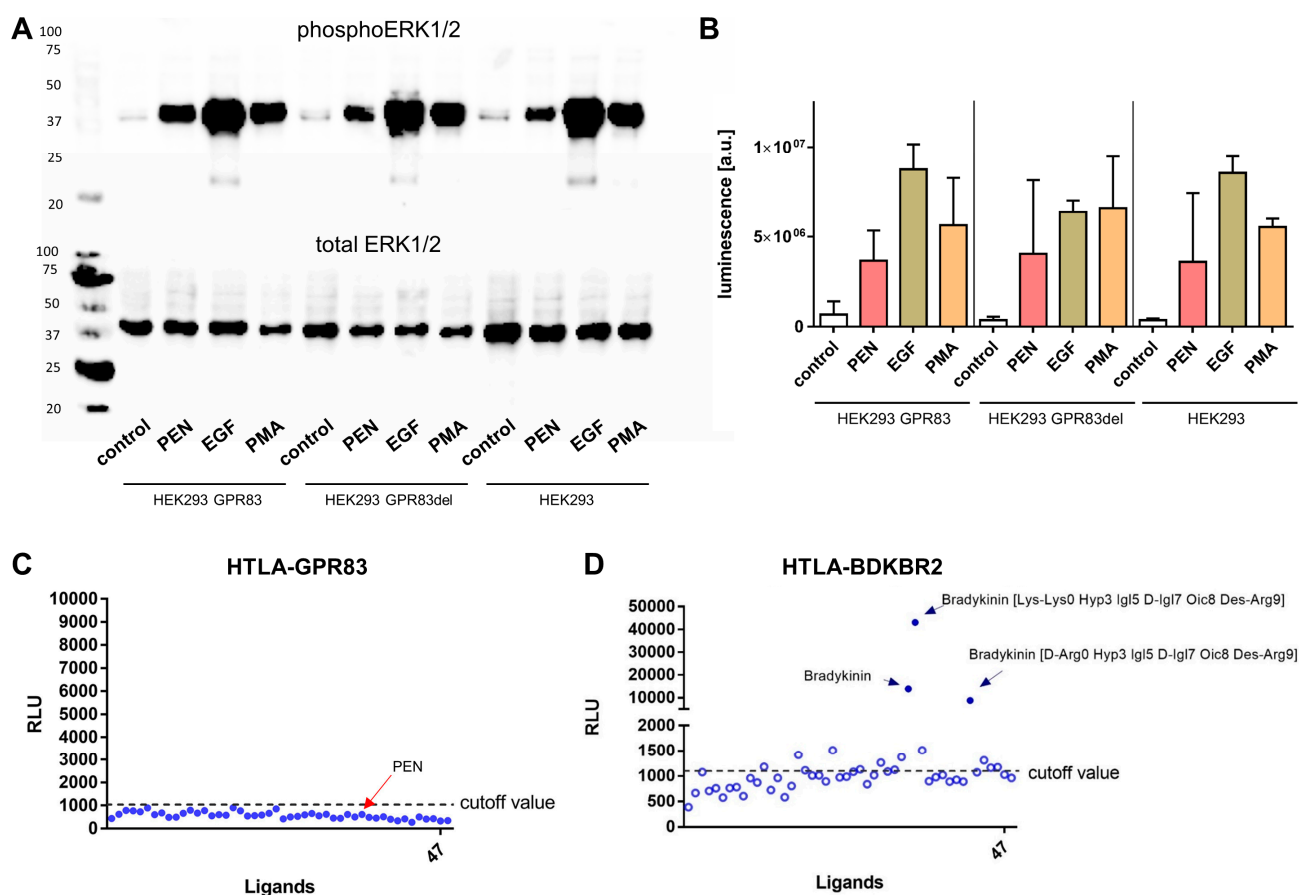 A
phosphoERK1/2
100
75
50
37
25
20
total ERK1/2
100
75
50
37
25
20
control PEN EGF PMA control PEN EGF PMA control PEN EGF PMA
HEK293 GPR83 HEK293 GPR83del HEK293
B
luminescence [a.u.]
1×10⁰⁷
5×10⁰⁶
0
control PEN EGF PMA control PEN EGF PMA control PEN EGF PMA
HEK293 GPR83 HEK293 GPR83del HEK293
C
HTLA-GPR83
RLU
10000
9000
8000
7000
6000
5000
4000
3000
2000
1000
0
PEN
cutoff value
47
Ligands
D
HTLA-BDKBR2
RLU
50000
40000
30000
20000
10000
2000
1500
1000
500
0
Bradykinin [Lys-Lys0 Hyp3 Igl5 D-Igl7 Oic8 Des-Arg9]
Bradykinin [D-Arg0 Hyp3 Igl5 D-Igl7 Oic8 Des-Arg9]
Bradykinin
cutoff value
47
Ligands